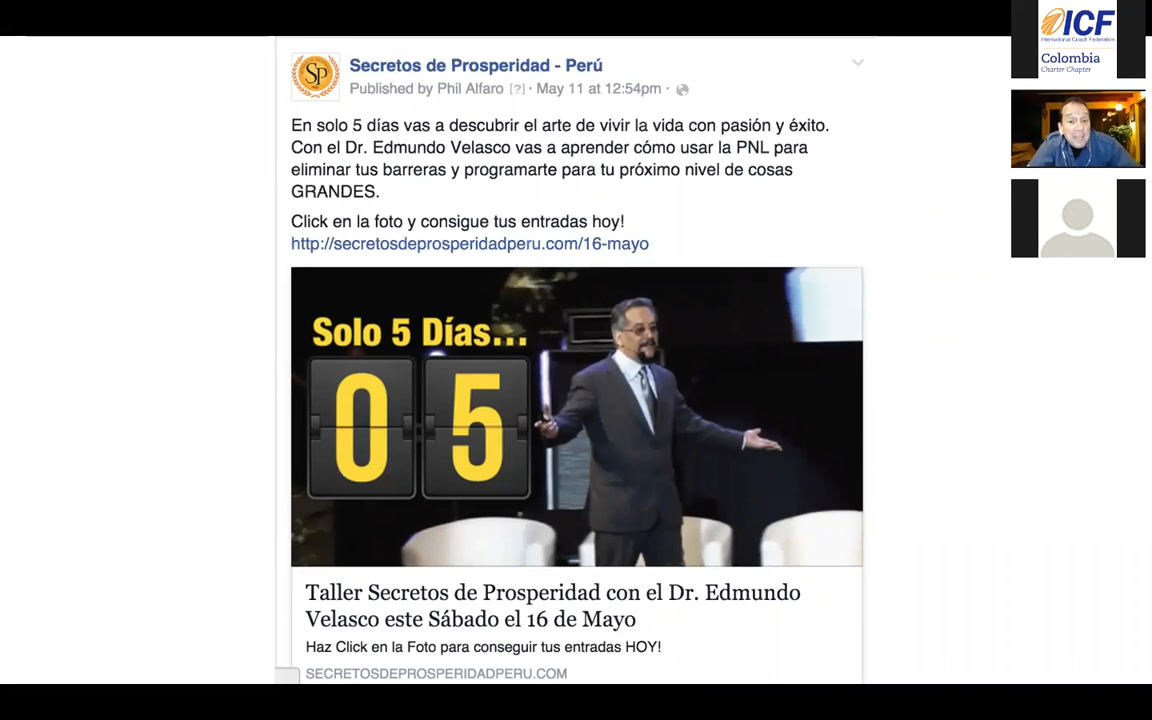 ICF
International Coach Federation
Colombia
Charter Chapter
SP
Secretos de Prosperidad - Perú
Published by Phil Alfaro [?] · May 11 at 12:54pm ·
En solo 5 días vas a descubrir el arte de vivir la vida con pasión y éxito.
Con el Dr. Edmundo Velasco vas a aprender cómo usar la PNL para
eliminar tus barreras y programarte para tu próximo nivel de cosas
GRANDES.
Click en la foto y consigue tus entradas hoy!
http://secretosdeprosperidadperu.com/16-mayo
Solo 5 Días...
05
Taller Secretos de Prosperidad con el Dr. Edmundo
Velasco este Sábado el 16 de Mayo
Haz Click en la Foto para conseguir tus entradas HOY!
SECRETOSDEPROSPERIDADPERU.COM